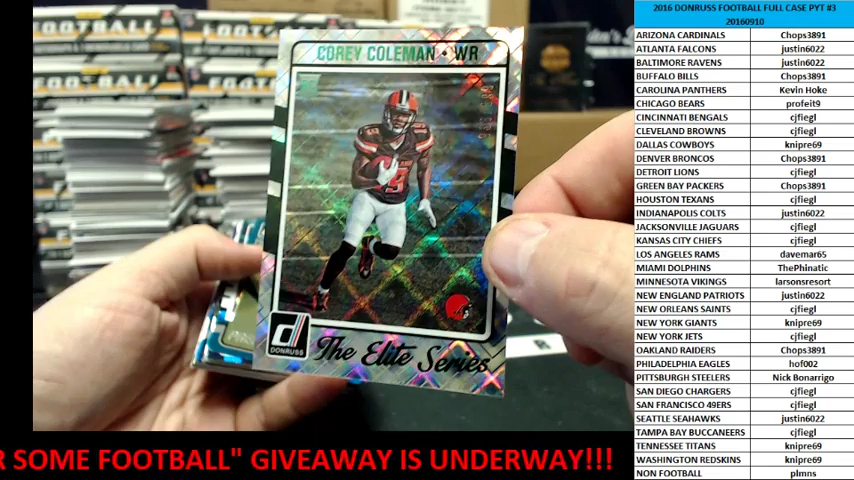 COREY COLEMAN • WR
DONRUSS
The Elite Series
R SOME FOOTBALL" GIVEAWAY IS UNDERWAY!!!
2016 DONRUSS FOOTBALL FULL CASE PYT #3
20160910
ARIZONA CARDINALS Chops3891
ATLANTA FALCONS justin6022
BALTIMORE RAVENS justin6022
BUFFALO BILLS Chops3891
CAROLINA PANTHERS Kevin Hoke
CHICAGO BEARS profeit9
CINCINNATI BENGALS cjfiegl
CLEVELAND BROWNS cjfiegl
DALLAS COWBOYS knipre69
DENVER BRONCOS Chops3891
DETROIT LIONS cjfiegl
GREEN BAY PACKERS Chops3891
HOUSTON TEXANS cjfiegl
INDIANAPOLIS COLTS justin6022
JACKSONVILLE JAGUARS cjfiegl
KANSAS CITY CHIEFS cjfiegl
LOS ANGELES RAMS davemar65
MIAMI DOLPHINS ThePhinatic
MINNESOTA VIKINGS larsonsresort
NEW ENGLAND PATRIOTS justin6022
NEW ORLEANS SAINTS cjfiegl
NEW YORK GIANTS knipre69
NEW YORK JETS cjfiegl
OAKLAND RAIDERS Chops3891
PHILADELPHIA EAGLES hof002
PITTSBURGH STEELERS Nick Bonarrigo
SAN DIEGO CHARGERS cjfiegl
SAN FRANCISCO 49ERS cjfiegl
SEATTLE SEAHAWKS justin6022
TAMPA BAY BUCCANEERS cjfiegl
TENNESSEE TITANS knipre69
WASHINGTON REDSKINS knipre69
NON FOOTBALL plmns